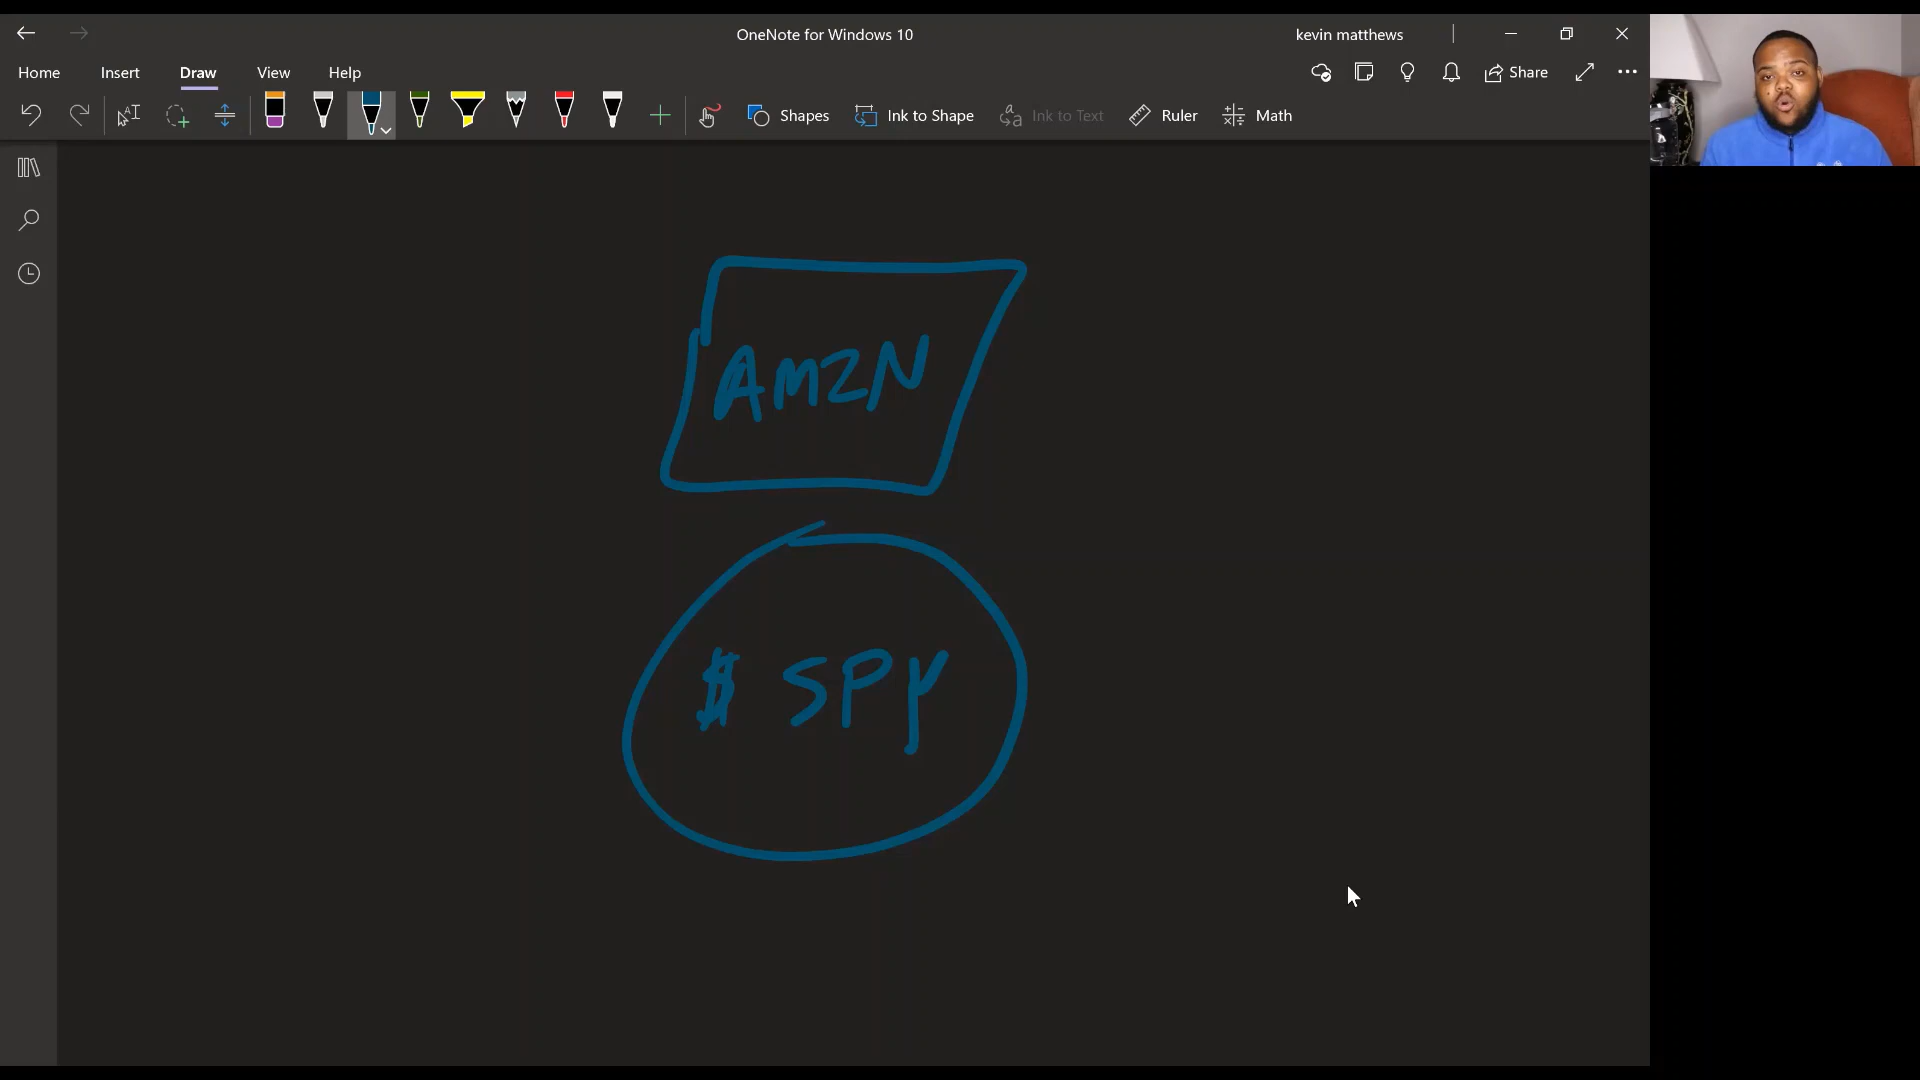 OneNote for Windows 10
kevin matthews
Home Insert Draw View Help
Share
Shapes Ink to Shape Ink to Text Ruler Math
AMZN
$ SPY